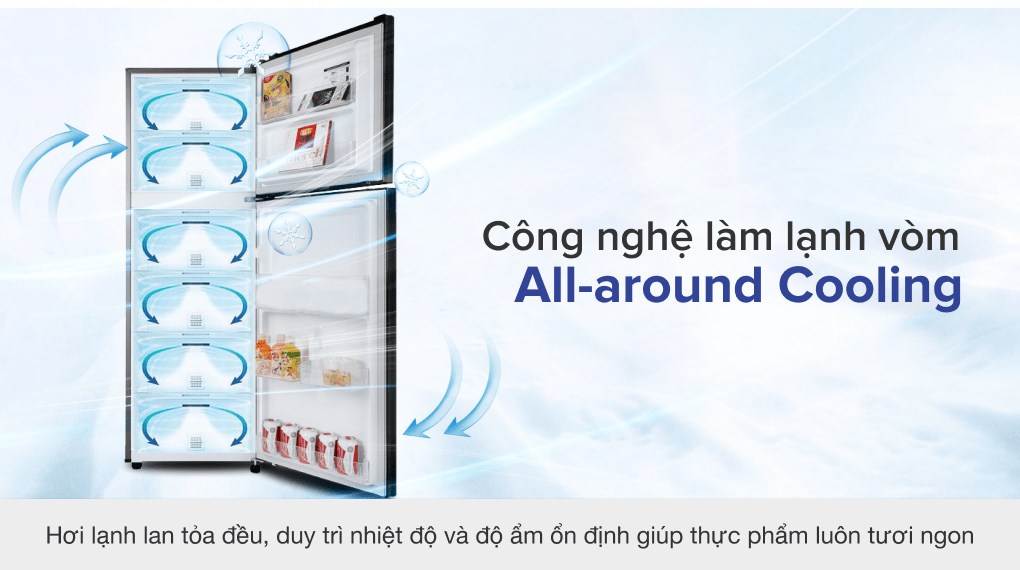 Công nghệ làm lạnh vòm
All-around Cooling
Hơi lạnh lan tỏa đều, duy trì nhiệt độ và độ ẩm ổn định giúp thực phẩm luôn tươi ngon